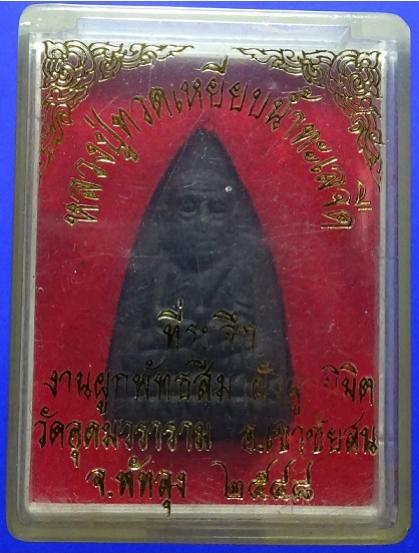 หลวงปู่ทวดเหยียบน้ำทะเลจืด
ที่ระลึก
งานผูกพัทธสีมา ฝังลูกนิมิต
วัดอุดมวราราม อ.เขาชัยสน
จ.พัทลุง ๒๕๔๘